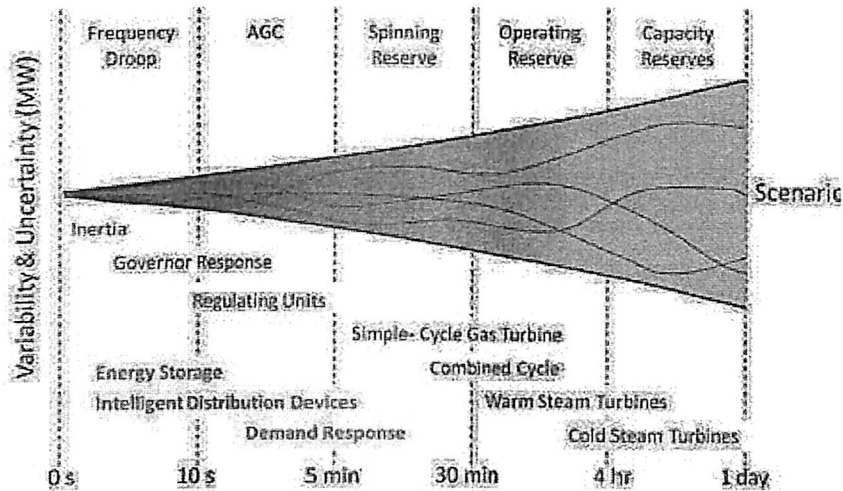 Frequency Droop
AGC
Spinning Reserve
Operating Reserve
Capacity Reserves
Variability & Uncertainty (MW)
Scenario
Inertia
Governor Response
Regulating Units
Simple- Cycle Gas Turbine
Energy Storage
Combined Cycle
Intelligent Distribution Devices
Warm Steam Turbines
Demand Response
Cold Steam Turbines
0 s
10 s
5 min
30 min
4 hr
1 day